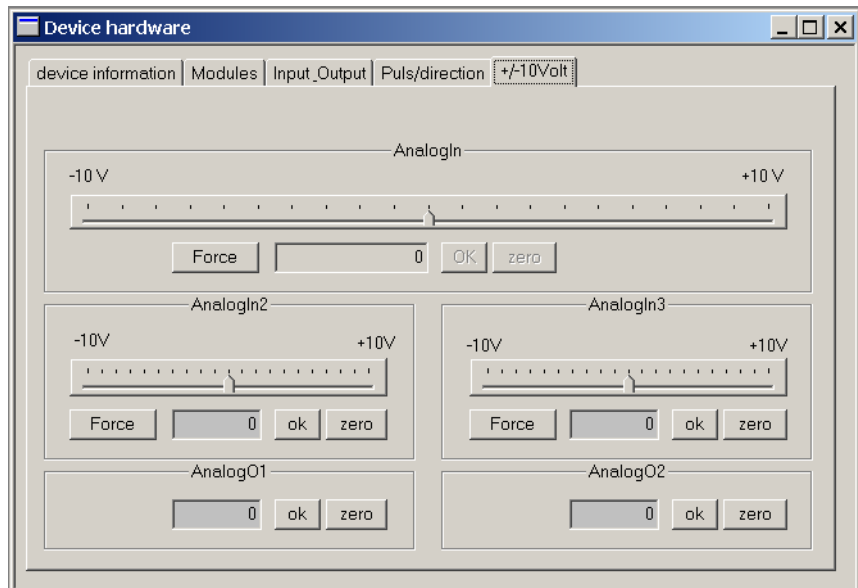 Device hardware
device information Modules Input_Output Puls/direction +/-10Volt
AnalogIn
-10 V +10 V
Force 0 OK zero
AnalogIn2 AnalogIn3
-10V +10V -10V +10V
Force 0 ok zero Force 0 ok zero
AnalogO1 AnalogO2
0 ok zero 0 ok zero